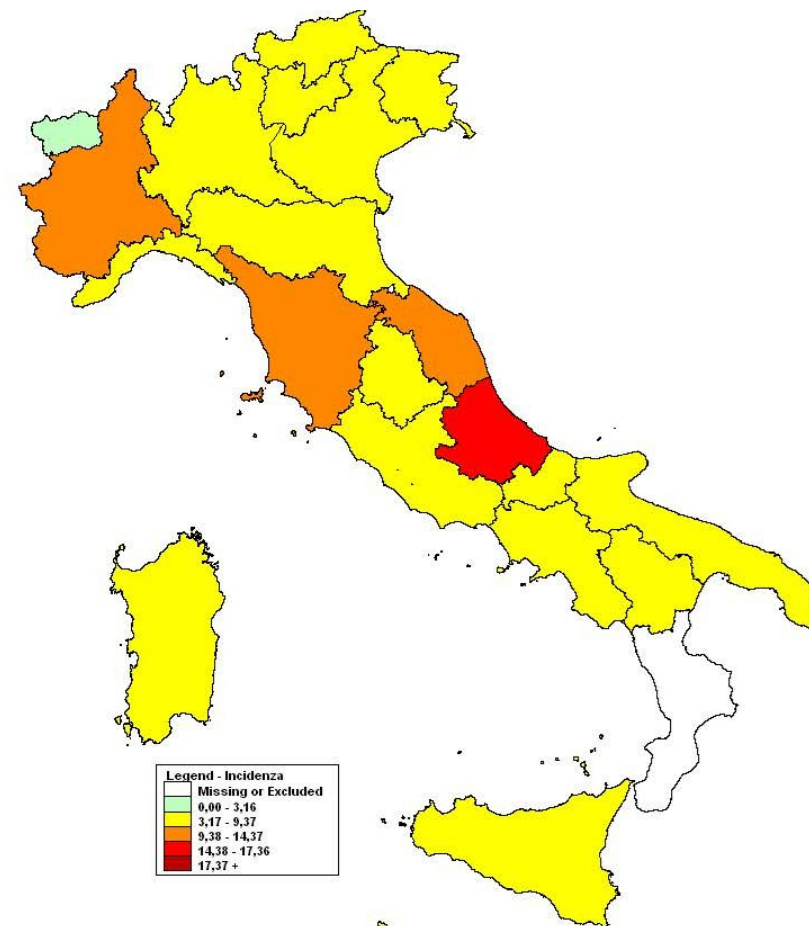 Legend - Incidenza
Missing or Excluded
0,00 - 3,16
3,17 - 9,37
9,38 - 14,37
14,38 - 17,36
17,37 +